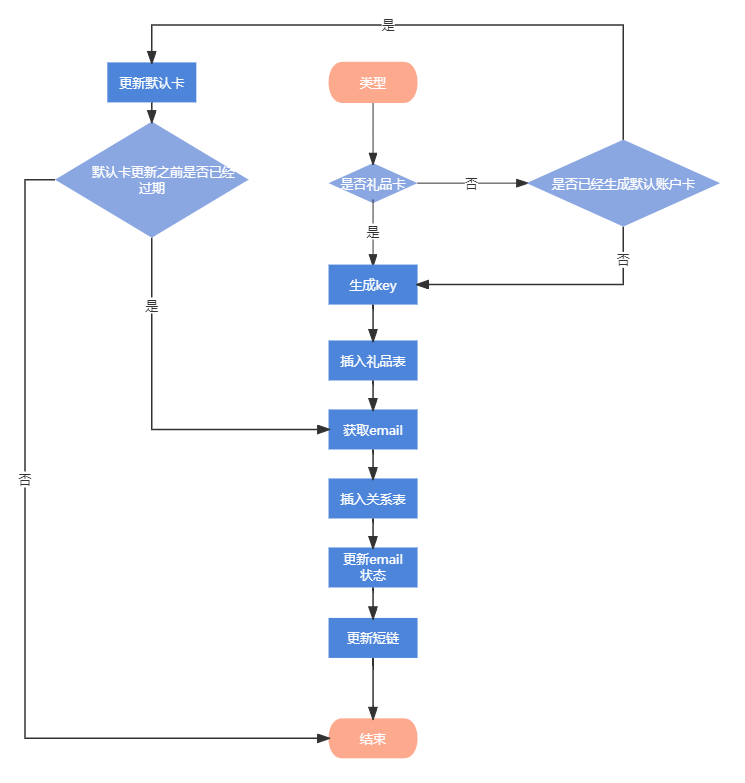 是
更新默认卡
类型
默认卡更新之前是否已经
过期
是否礼品卡
否
是否已经生成默认账户卡
是
否
生成key
是
插入礼品表
获取email
否
插入关系表
更新email
状态
更新短链
结束